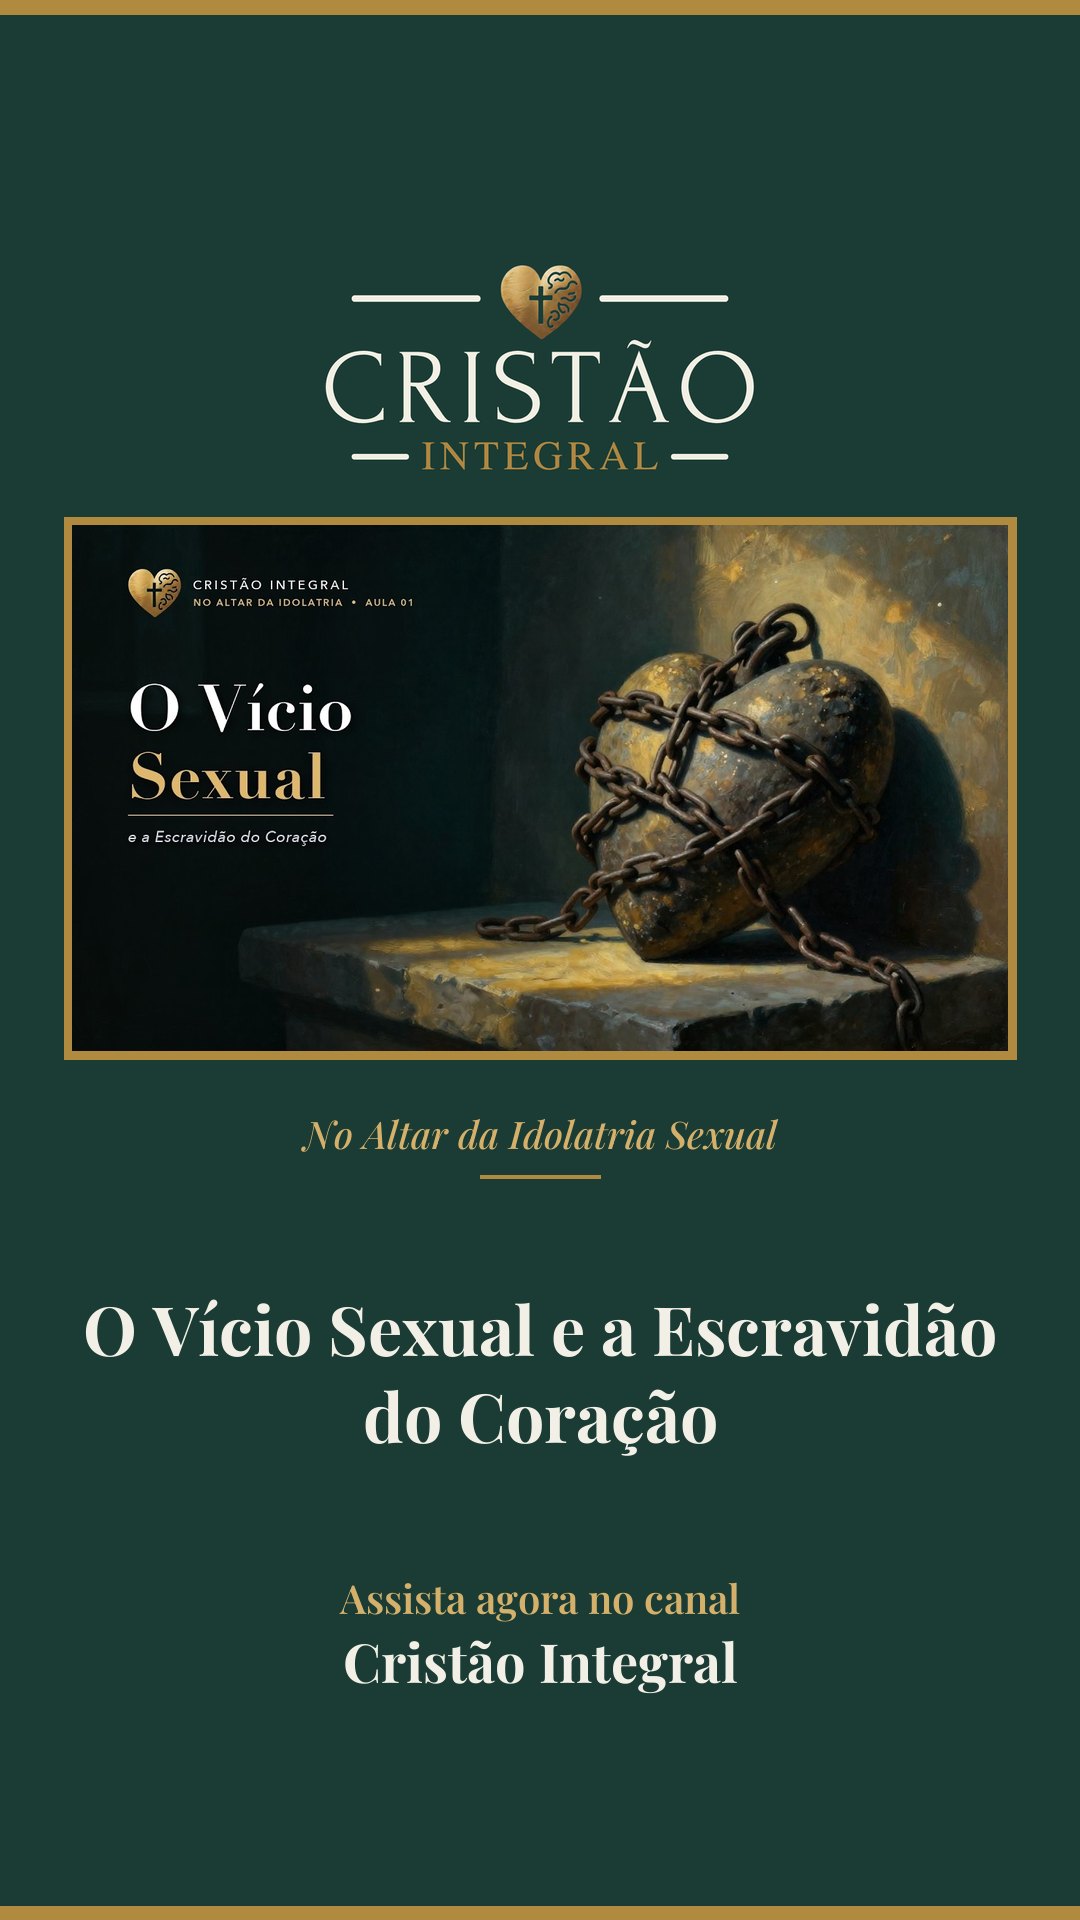 CRISTÃO
INTEGRAL
CRISTÃO INTEGRAL
NO ALTAR DA IDOLATRIA • AULA 01
O Vício
Sexual
e a Escravidão do Coração
No Altar da Idolatria Sexual
O Vício Sexual e a Escravidão
do Coração
Assista agora no canal
Cristão Integral